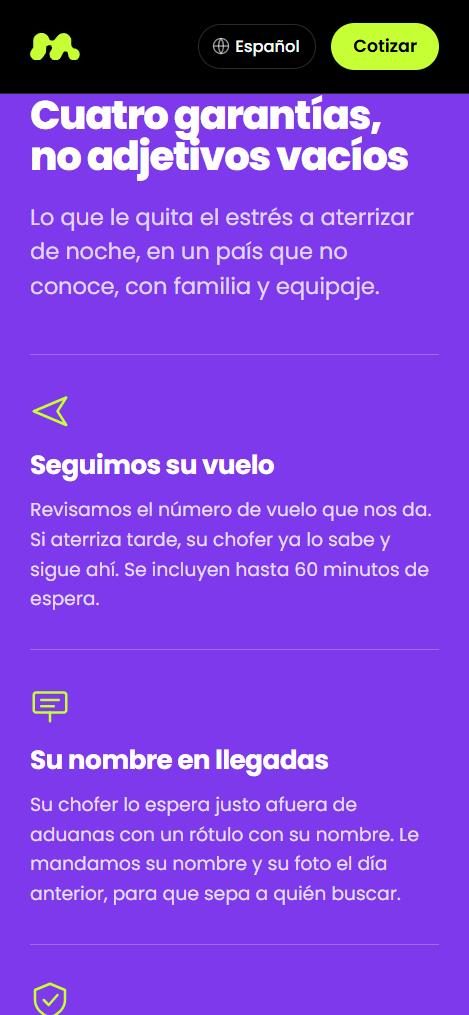 Español
Cotizar
Cuatro garantías,
no adjetivos vacíos
Lo que le quita el estrés a aterrizar
de noche, en un país que no
conoce, con familia y equipaje.
Seguimos su vuelo
Revisamos el número de vuelo que nos da.
Si aterriza tarde, su chofer ya lo sabe y
sigue ahí. Se incluyen hasta 60 minutos de
espera.
Su nombre en llegadas
Su chofer lo espera justo afuera de
aduanas con un rótulo con su nombre. Le
mandamos su nombre y su foto el día
anterior, para que sepa a quién buscar.